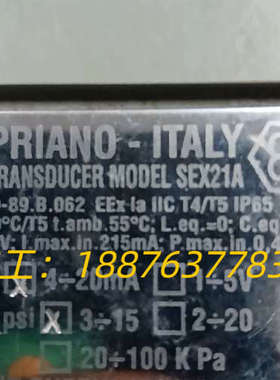 PRIANO - ITALY
TRANSDUCER MODEL SEX21A
-89.B.062 EEx ia IIC T4/T5 IP65
°C/T5 t.amb.55°C; L.eq.=0; C.eq.
V; I.max.in.215mA; P.max.in.0.
工: 18876377783
4÷20mA 1÷5V
psi X 3÷15 2÷20
20÷100 K Pa